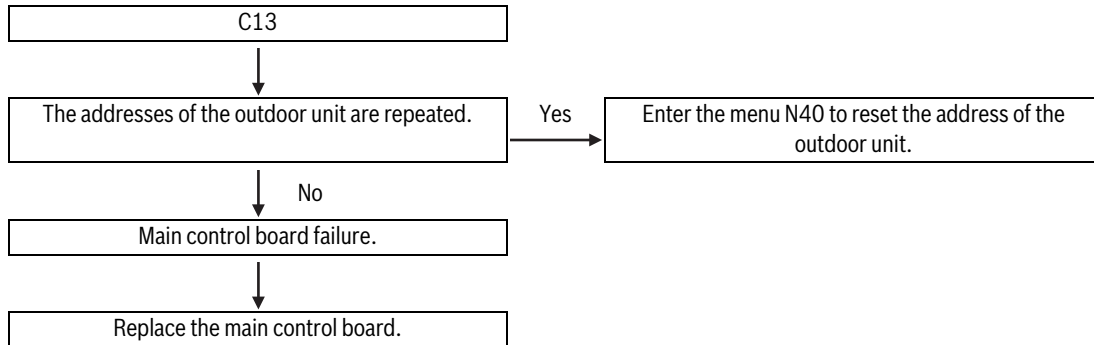 C13
The addresses of the outdoor unit are repeated.
Yes
Enter the menu N40 to reset the address of the
outdoor unit.
No
Main control board failure.
Replace the main control board.